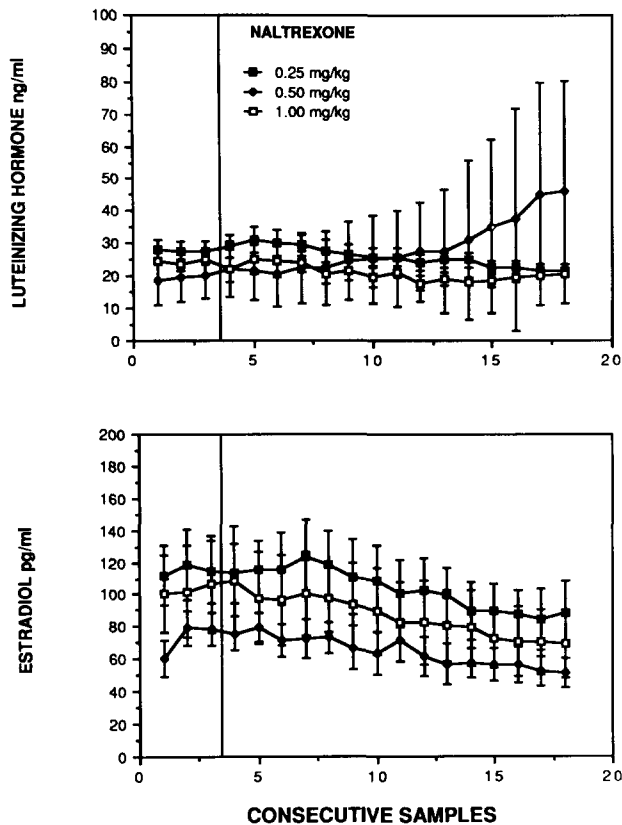 NALTREXONE
0.25 mg/kg
0.50 mg/kg
1.00 mg/kg
LUTEINIZING HORMONE ng/ml
100
90
80
70
60
50
40
30
20
10
0
0 5 10 15 20
ESTRADIOL pg/ml
200
180
160
140
120
100
80
60
40
20
0
0 5 10 15 20
CONSECUTIVE SAMPLES